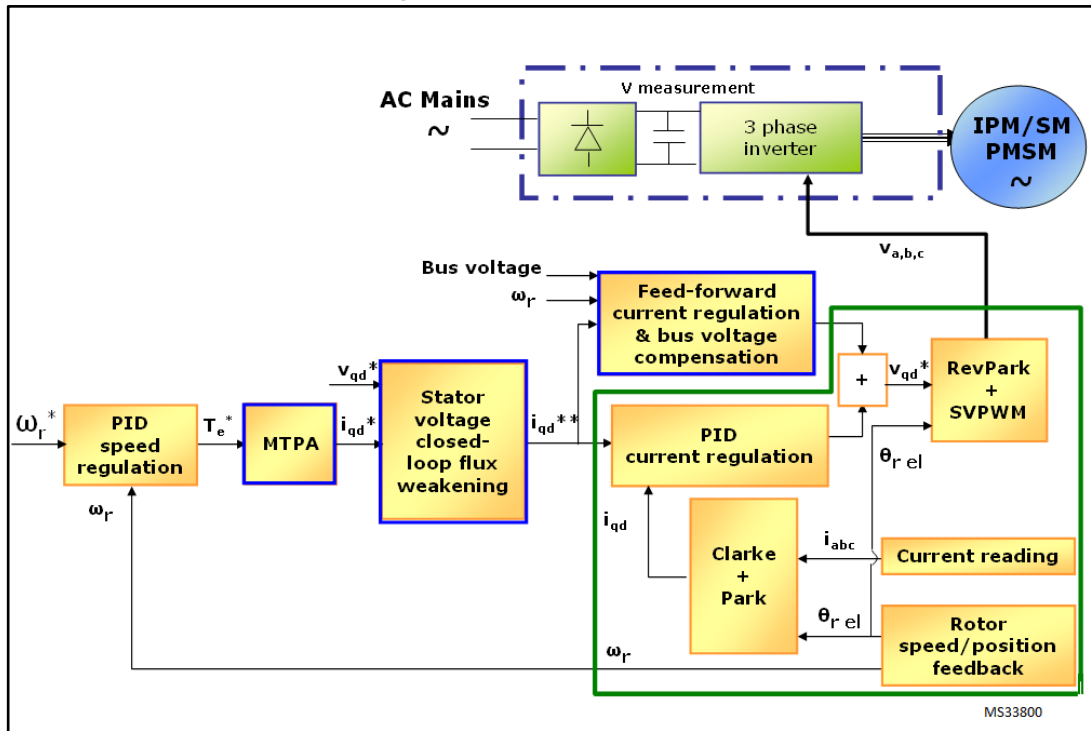 V measurement
AC Mains
~
3 phase
inverter
IPM/SM
PMSM
~
v a,b,c
Bus voltage
ωr
Feed-forward
current regulation
& bus voltage
compensation
vqd*
+
vqd*
RevPark
+
SVPWM
ωr*
PID
speed
regulation
Te*
MTPA
iqd*
Stator
voltage
closed-
loop flux
weakening
iqd**
PID
current regulation
θr el
ωr
iqd
Clarke
+
Park
iabc
Current reading
θr el
Rotor
speed/position
feedback
ωr
MS33800